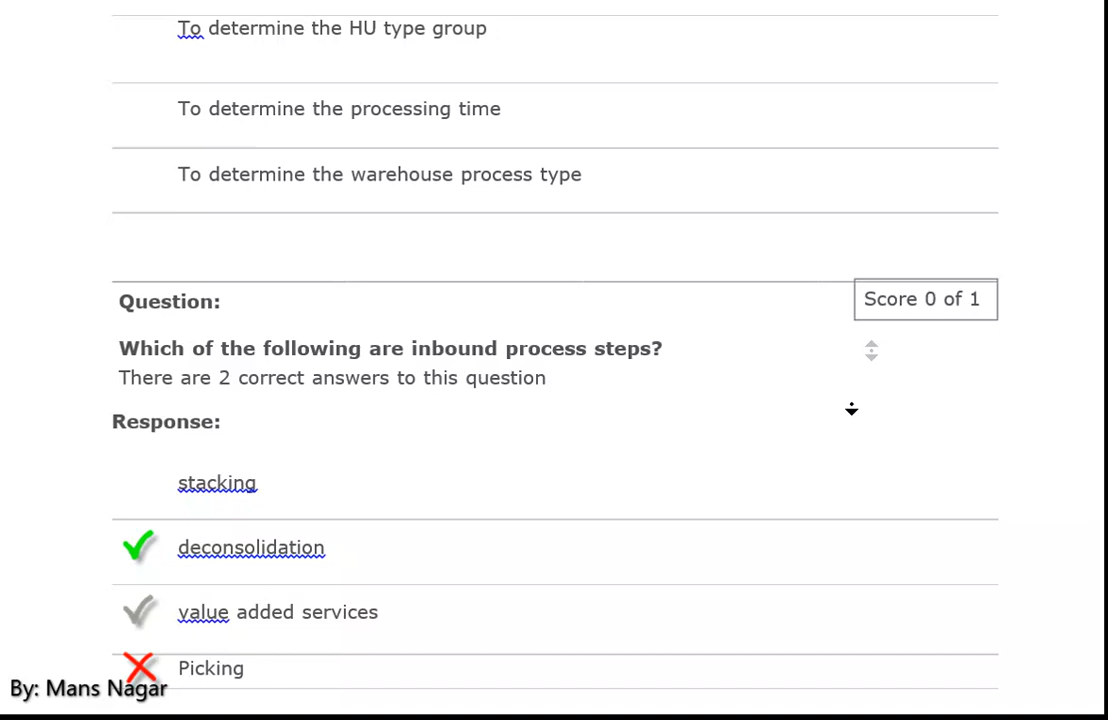 To determine the HU type group
To determine the processing time
To determine the warehouse process type
Question:
Score 0 of 1
Which of the following are inbound process steps?
There are 2 correct answers to this question
Response:
stacking
deconsolidation
value added services
Picking
By: Mans Nagar